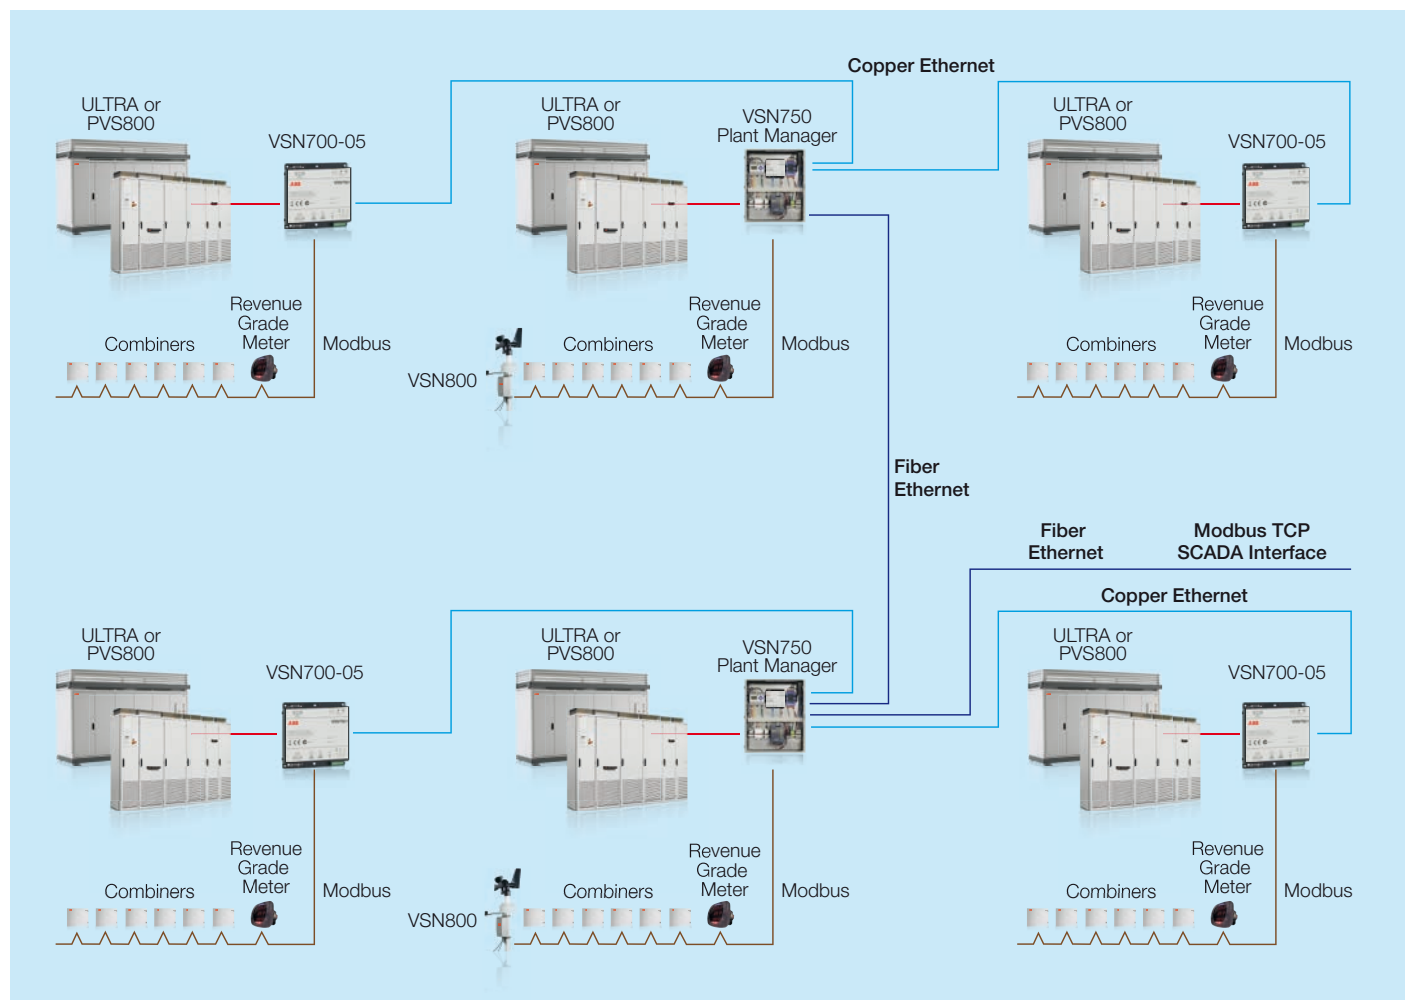 Copper Ethernet
ULTRA or
PVS800
VSN700-05
ABB
ULTRA or
PVS800
VSN750
Plant Manager
ULTRA or
PVS800
VSN700-05
ABB
Revenue
Grade
Meter
Combiners
Modbus
VSN800
Revenue
Grade
Meter
Combiners
Modbus
Revenue
Grade
Meter
Combiners
Modbus
Fiber
Ethernet
Fiber
Ethernet
Modbus TCP
SCADA Interface
Copper Ethernet
ULTRA or
PVS800
VSN700-05
ABB
ULTRA or
PVS800
VSN750
Plant Manager
ULTRA or
PVS800
VSN700-05
ABB
Revenue
Grade
Meter
Combiners
Modbus
VSN800
Revenue
Grade
Meter
Combiners
Modbus
Revenue
Grade
Meter
Combiners
Modbus